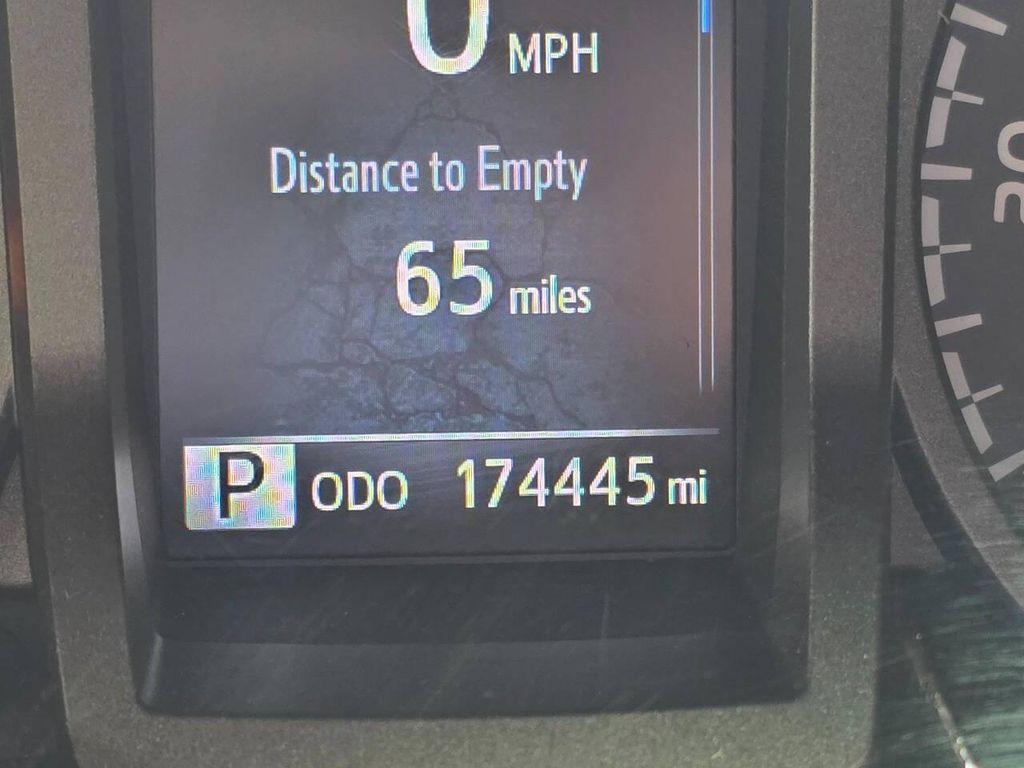 0 MPH
Distance to Empty
65 miles
P ODO 174445 mi